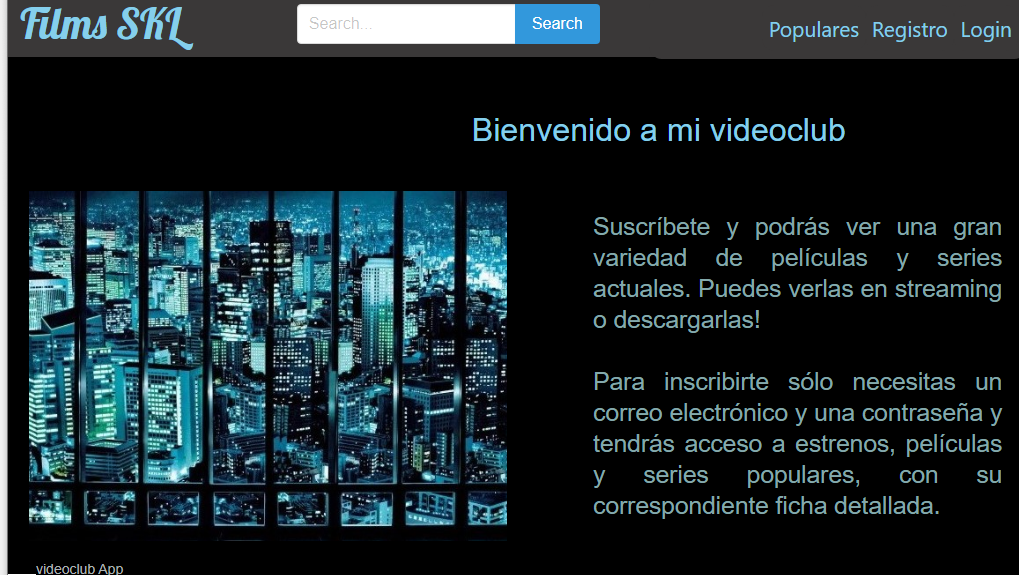 Films SKL
Search...
Search
Populares Registro Login
Bienvenido a mi videoclub
Suscríbete y podrás ver una gran
variedad de películas y series
actuales. Puedes verlas en streaming
o descargarlas!
Para inscribirte sólo necesitas un
correo electrónico y una contraseña y
tendrás acceso a estrenos, películas
y series populares, con su
correspondiente ficha detallada.
videoclub App